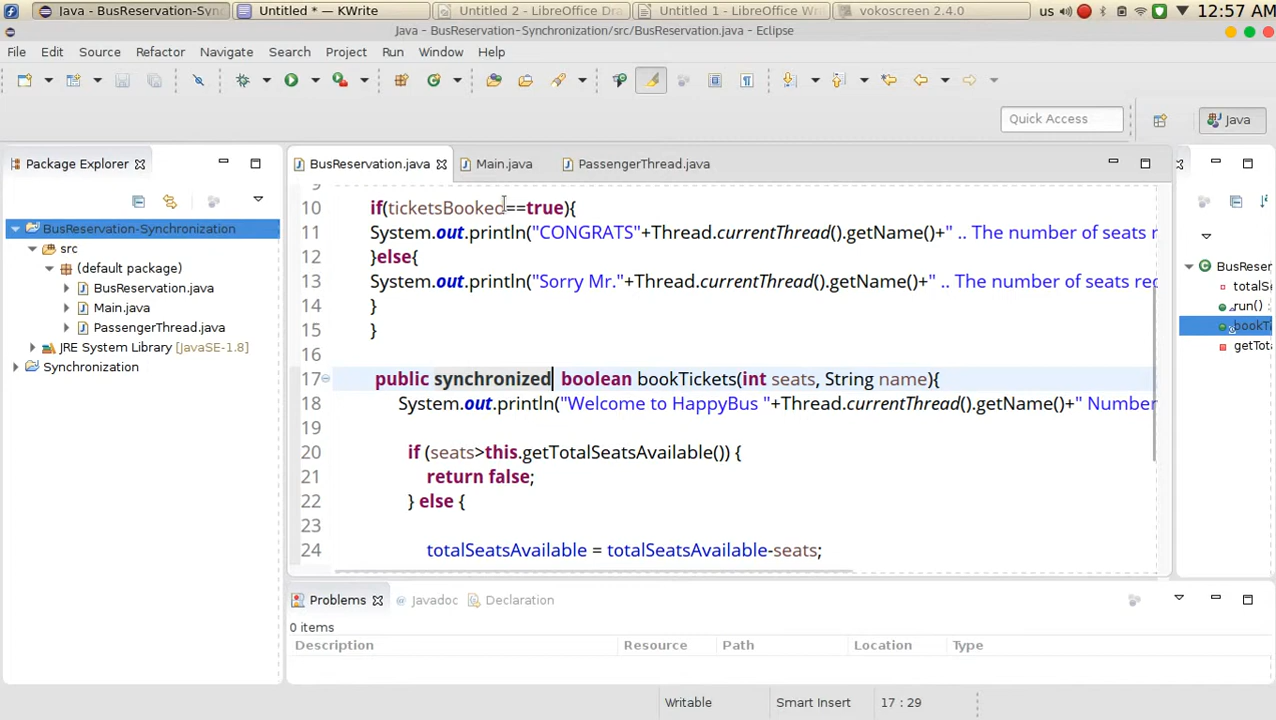 Java - BusReservation-Sync
Untitled * — KWrite
Untitled 2 - LibreOffice Dra
Untitled 1 - LibreOffice Wr
vokoscreen 2.4.0
us
12:57 AM
Java - BusReservation-Synchronization/src/BusReservation.java - Eclipse
File Edit Source Refactor Navigate Search Project Run Window Help
Quick Access
Java
Package Explorer
BusReservation.java
Main.java
PassengerThread.java
BusReservation-Synchronization
src
(default package)
BusReservation.java
Main.java
PassengerThread.java
JRE System Library [JavaSE-1.8]
Synchronization
9
10 if(ticketsBooked==true){
11 System.out.println("CONGRATS"+Thread.currentThread().getName()+" .. The number of seats r
12 }else{
13 System.out.println("Sorry Mr."+Thread.currentThread().getName()+" .. The number of seats rec
14 }
15 }
16
17 public synchronized boolean bookTickets(int seats, String name){
18 System.out.println("Welcome to HappyBus "+Thread.currentThread().getName()+" Number
19
20 if (seats>this.getTotalSeatsAvailable()) {
21 return false;
22 } else {
23
24 totalSeatsAvailable = totalSeatsAvailable-seats;
BusReser
totalSe
run() :
bookTi
getTota
Problems
@ Javadoc
Declaration
0 items
Description Resource Path Location Type
Writable Smart Insert 17 : 29